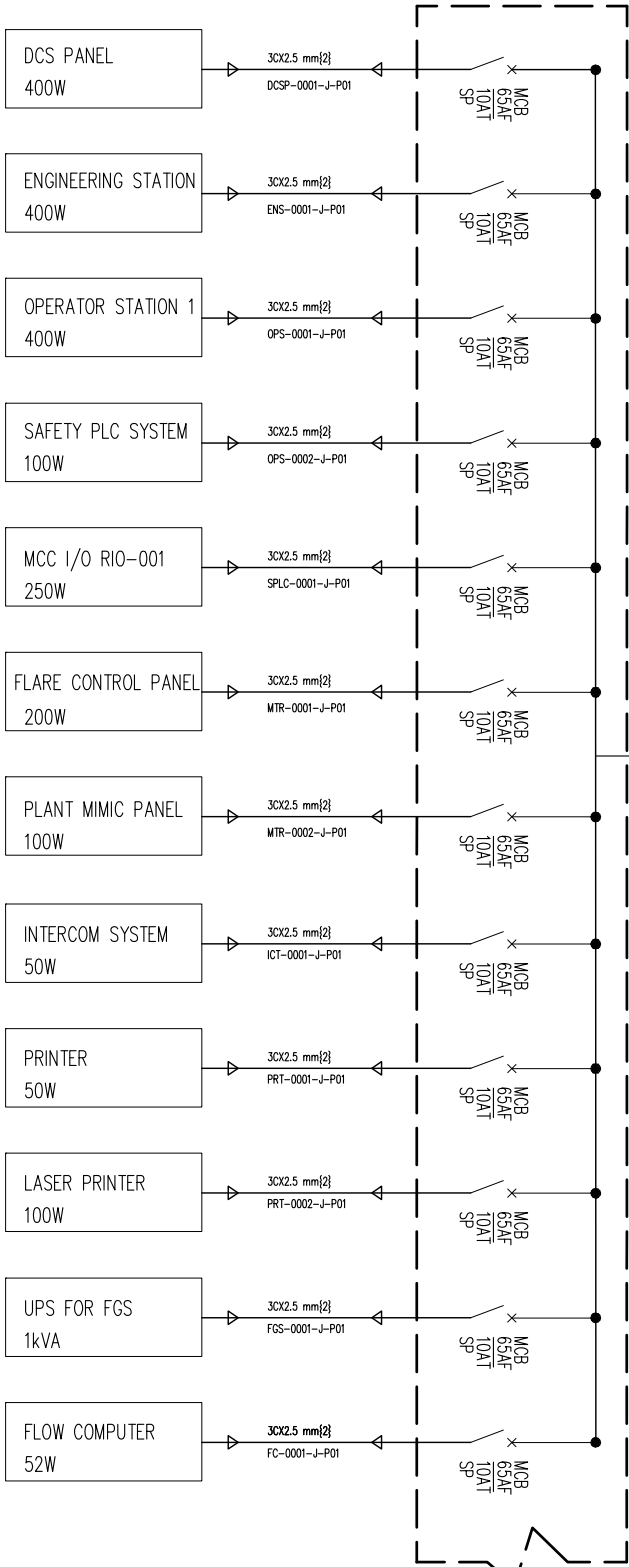 DCS PANEL
400W
3CX2.5 mm{2}
DCSP-0001-J-P01
MCB
65AF
10AT
SP
ENGINEERING STATION
400W
3CX2.5 mm{2}
ENS-0001-J-P01
MCB
65AF
10AT
SP
OPERATOR STATION 1
400W
3CX2.5 mm{2}
OPS-0001-J-P01
MCB
65AF
10AT
SP
SAFETY PLC SYSTEM
100W
3CX2.5 mm{2}
OPS-0002-J-P01
MCB
65AF
10AT
SP
MCC I/O RIO-001
250W
3CX2.5 mm{2}
SPLC-0001-J-P01
MCB
65AF
10AT
SP
FLARE CONTROL PANEL
200W
3CX2.5 mm{2}
MTR-0001-J-P01
MCB
65AF
10AT
SP
PLANT MIMIC PANEL
100W
3CX2.5 mm{2}
MTR-0002-J-P01
MCB
65AF
10AT
SP
INTERCOM SYSTEM
50W
3CX2.5 mm{2}
ICT-0001-J-P01
MCB
65AF
10AT
SP
PRINTER
50W
3CX2.5 mm{2}
PRT-0001-J-P01
MCB
65AF
10AT
SP
LASER PRINTER
100W
3CX2.5 mm{2}
PRT-0002-J-P01
MCB
65AF
10AT
SP
UPS FOR FGS
1kVA
3CX2.5 mm{2}
FGS-0001-J-P01
MCB
65AF
10AT
SP
FLOW COMPUTER
52W
3CX2.5 mm{2}
FC-0001-J-P01
MCB
65AF
10AT
SP